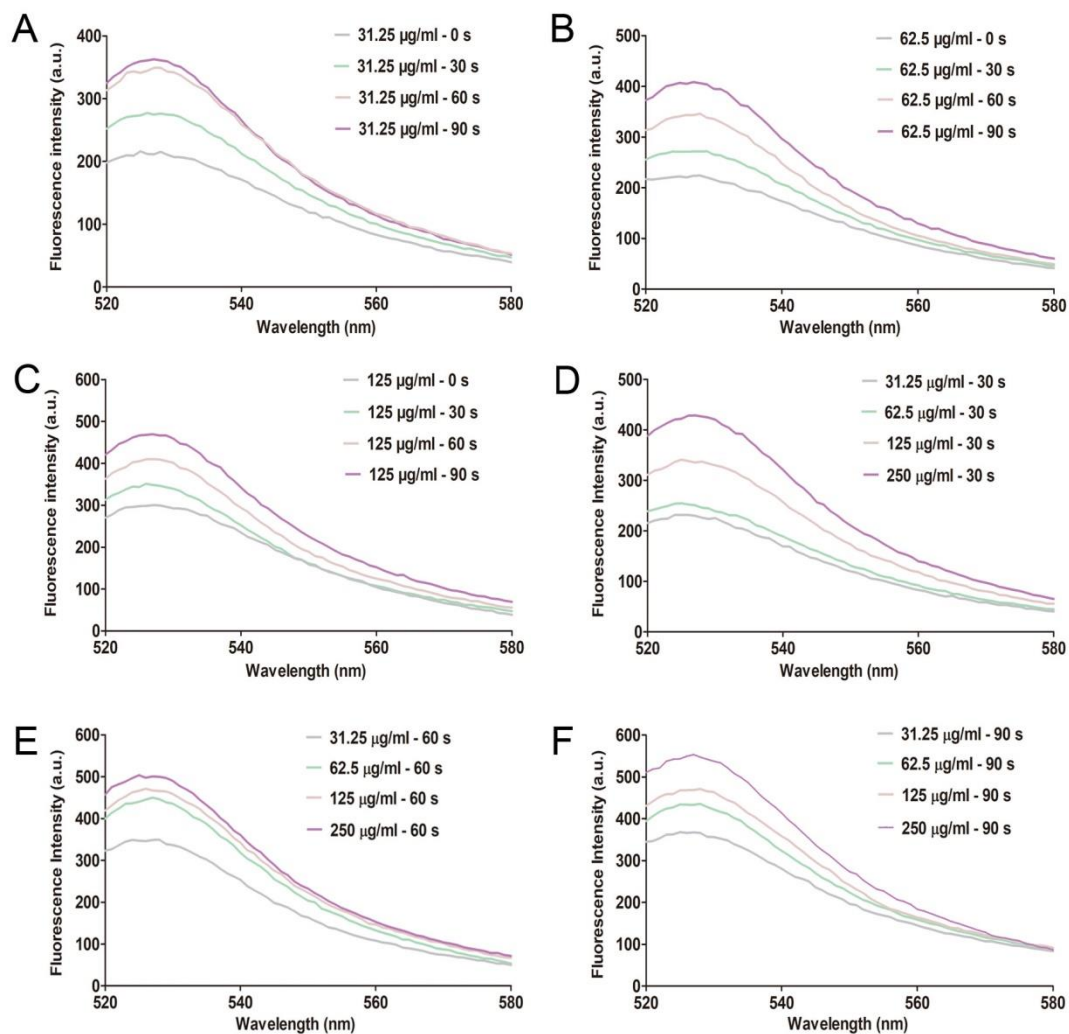 A
Fluorescence intensity (a.u.)
400
300
200
100
0
31.25 µg/ml - 0 s
31.25 µg/ml - 30 s
31.25 µg/ml - 60 s
31.25 µg/ml - 90 s
520
540
560
580
Wavelength (nm)
B
Fluorescence intensity (a.u.)
500
400
300
200
100
0
62.5 µg/ml - 0 s
62.5 µg/ml - 30 s
62.5 µg/ml - 60 s
62.5 µg/ml - 90 s
520
540
560
580
Wavelength (nm)
C
Fluorescence intensity (a.u.)
600
500
400
300
200
100
0
125 µg/ml - 0 s
125 µg/ml - 30 s
125 µg/ml - 60 s
125 µg/ml - 90 s
520
540
560
580
Wavelength (nm)
D
Fluorescence Intensity (a.u.)
500
400
300
200
100
0
31.25 µg/ml - 30 s
62.5 µg/ml - 30 s
125 µg/ml - 30 s
250 µg/ml - 30 s
520
540
560
580
Wavelength (nm)
E
Fluorescence Intensity (a.u.)
600
500
400
300
200
100
0
31.25 µg/ml - 60 s
62.5 µg/ml - 60 s
125 µg/ml - 60 s
250 µg/ml - 60 s
520
540
560
580
Wavelength (nm)
F
Fluorescence Intensity (a.u.)
600
500
400
300
200
100
0
31.25 µg/ml - 90 s
62.5 µg/ml - 90 s
125 µg/ml - 90 s
250 µg/ml - 90 s
520
540
560
580
Wavelength (nm)